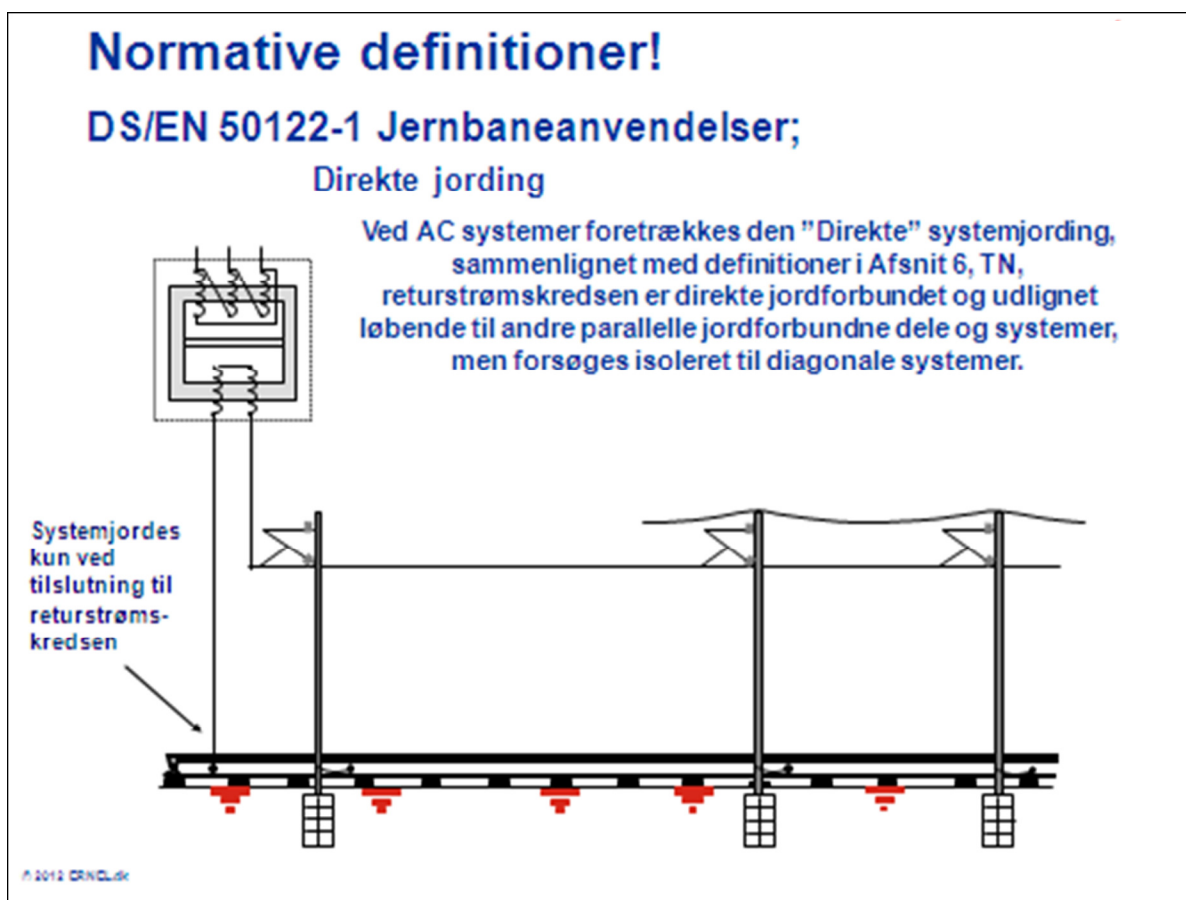 Normative definitioner!
DS/EN 50122-1 Jernbaneanvendelser;
Direkte jording
Ved AC systemer foretrækkes den ”Direkte” systemjording,
sammenlignet med definitioner i Afsnit 6, TN,
returstrømskredsen er direkte jordforbundet og udlignet
løbende til andre parallelle jordforbundne dele og systemer,
men forsøges isoleret til diagonale systemer.
Systemjordes
kun ved
tilslutning til
returstrøms-
kredsen
2012